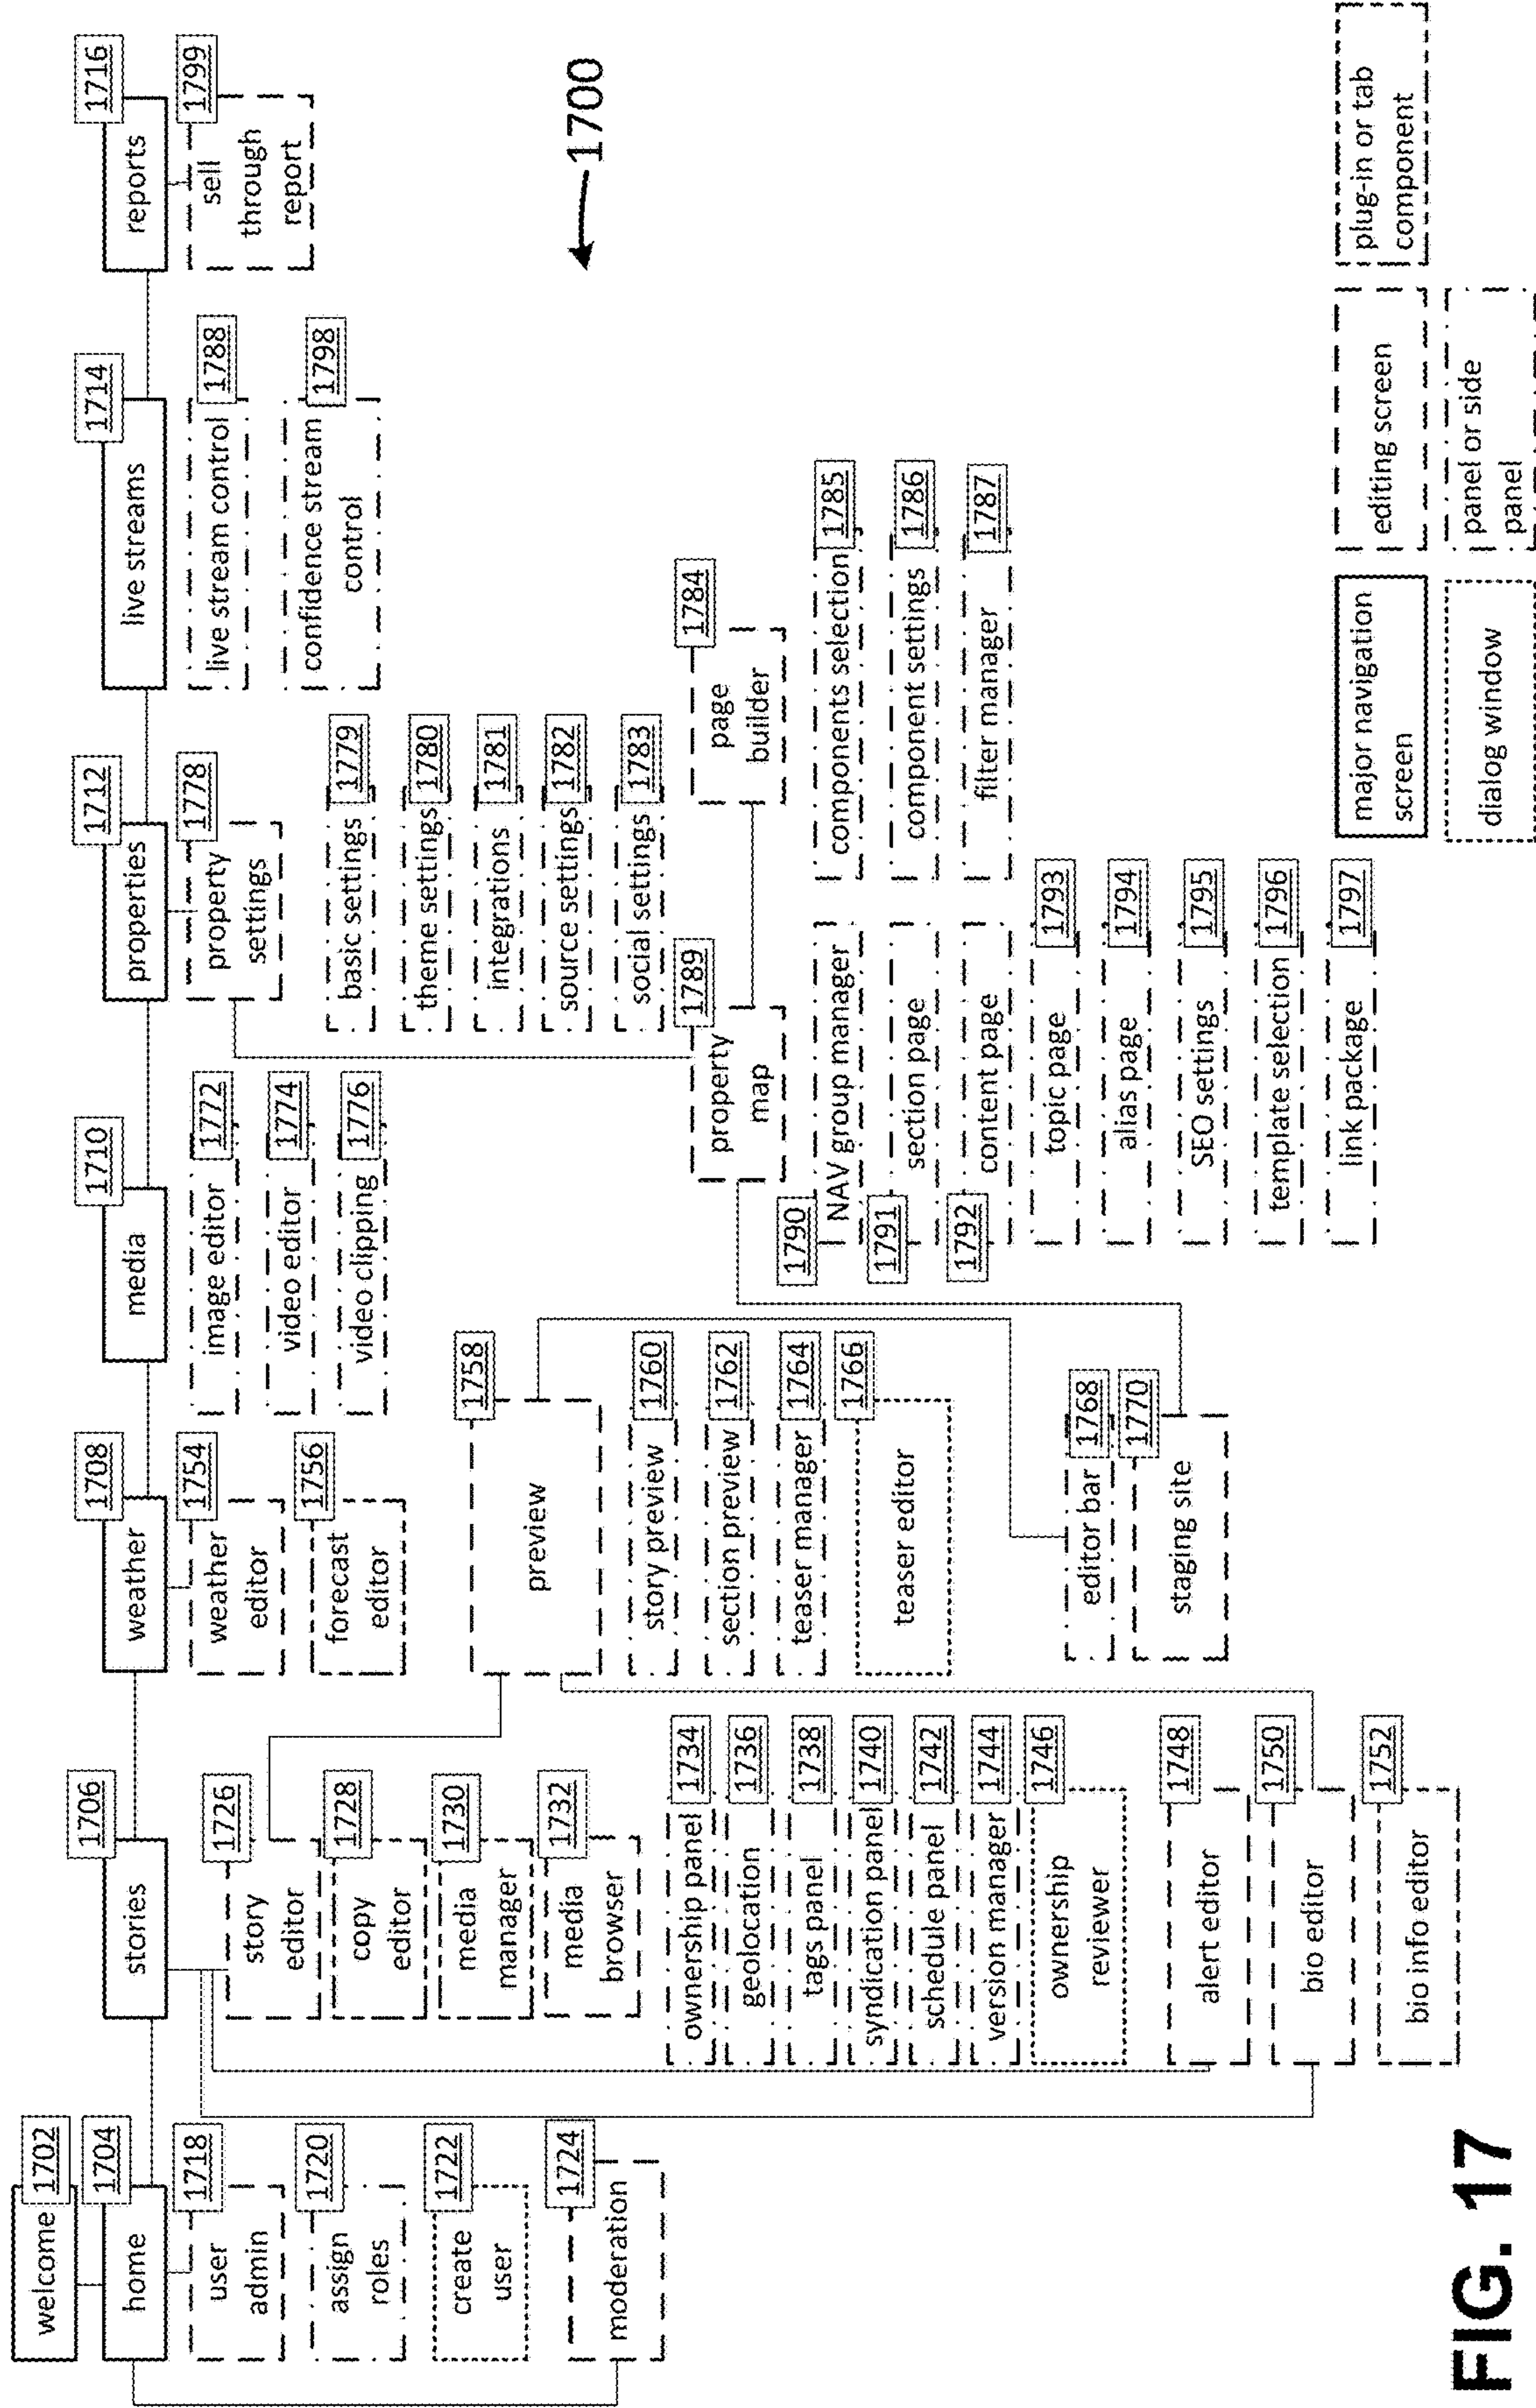 welcome
1702
home
1704
user
admin
1718
assign
roles
1720
create
user
1722
moderation
1724
stories
1706
story
editor
1726
copy
editor
1728
media
manager
1730
media
browser
1732
ownership panel
1734
geolocation
1736
tags panel
1738
syndication panel
1740
schedule panel
1742
version manager
1744
ownership
reviewer
1746
alert editor
1748
bio editor
1750
bio info editor
1752
weather
1708
weather
editor
1754
forecast
editor
1756
preview
1758
story preview
1760
section preview
1762
teaser manager
1764
teaser editor
1766
editor bar
1768
staging site
1770
media
1710
image editor
1772
video editor
1774
video clipping
1776
properties
1712
property
settings
1778
basic settings
1779
theme settings
1780
integrations
1781
source settings
1782
social settings
1783
property
map
1789
page
builder
1784
NAV group manager
1790
section page
1791
content page
1792
topic page
1793
alias page
1794
SEO settings
1795
template selection
1796
link package
1797
components selection
1785
component settings
1786
filter manager
1787
live streams
1714
live stream control
1788
confidence stream
control
1798
reports
1716
sell
through
report
1799
1700
major navigation
screen
editing screen
plug-in or tab
component
dialog window
panel or side
panel
FIG. 17